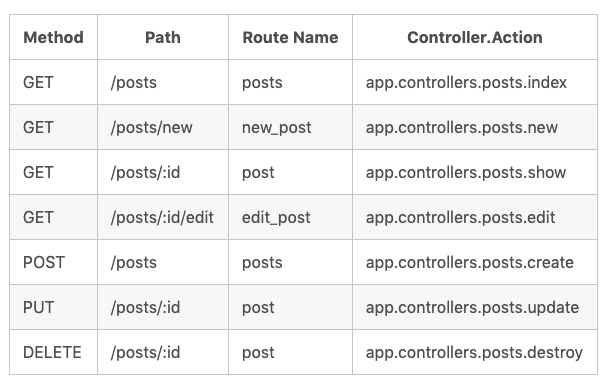 Method Path Route Name Controller.Action
GET /posts posts app.controllers.posts.index
GET /posts/new new_post app.controllers.posts.new
GET /posts/:id post app.controllers.posts.show
GET /posts/:id/edit edit_post app.controllers.posts.edit
POST /posts posts app.controllers.posts.create
PUT /posts/:id post app.controllers.posts.update
DELETE /posts/:id post app.controllers.posts.destroy